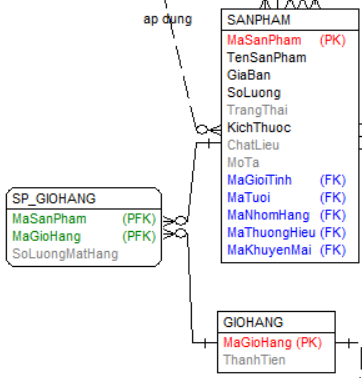 ap dung
SANPHAM
MaSanPham (PK)
TenSanPham
GiaBan
SoLuong
TrangThai
KichThuoc
ChatLieu
MoTa
MaGioiTinh (FK)
MaTuoi (FK)
MaNhomHang (FK)
MaThuongHieu (FK)
MaKhuyenMai (FK)
SP_GIOHANG
MaSanPham (PFK)
MaGioHang (PFK)
SoLuongMatHang
GIOHANG
MaGioHang (PK)
ThanhTien